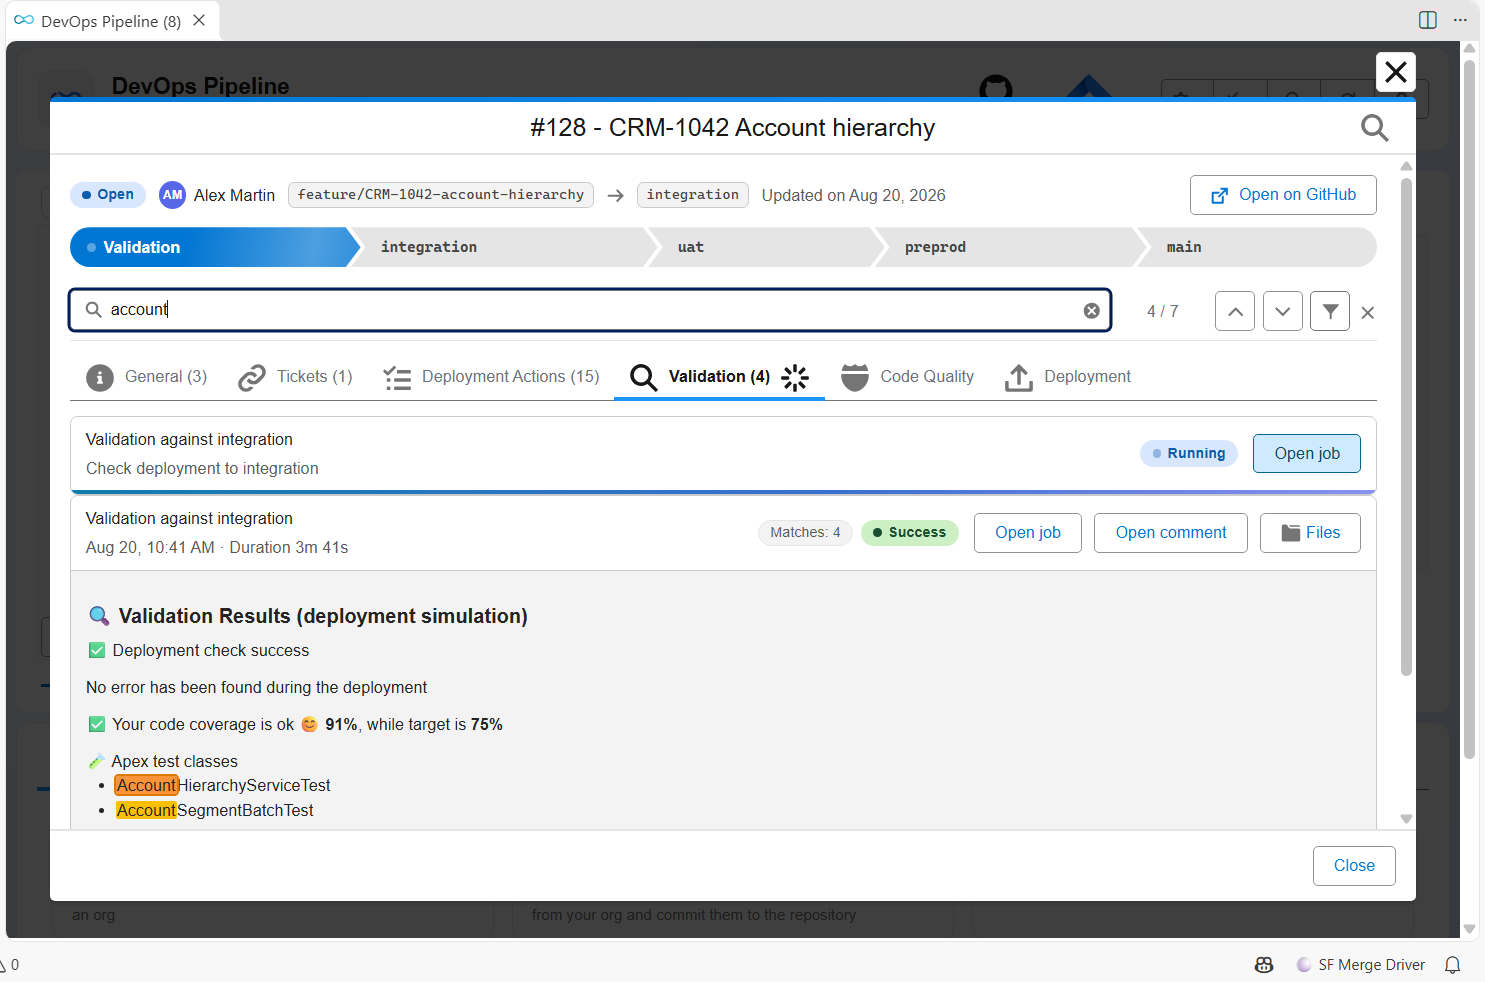 DevOps Pipeline (8)
DevOps Pipeline
#128 - CRM-1042 Account hierarchy
Open
AM
Alex Martin
feature/CRM-1042-account-hierarchy
integration
Updated on Aug 20, 2026
Open on GitHub
Validation
integration
uat
preprod
main
account
4 / 7
General (3)
Tickets (1)
Deployment Actions (15)
Validation (4)
Code Quality
Deployment
Validation against integration
Check deployment to integration
Running
Open job
Validation against integration
Aug 20, 10:41 AM · Duration 3m 41s
Matches: 4
Success
Open job
Open comment
Files
Validation Results (deployment simulation)
Deployment check success
No error has been found during the deployment
Your code coverage is ok 😊 91%, while target is 75%
Apex test classes
AccountHierarchyServiceTest
AccountSegmentBatchTest
Close
an org
from your org and commit them to the repository
0
SF Merge Driver